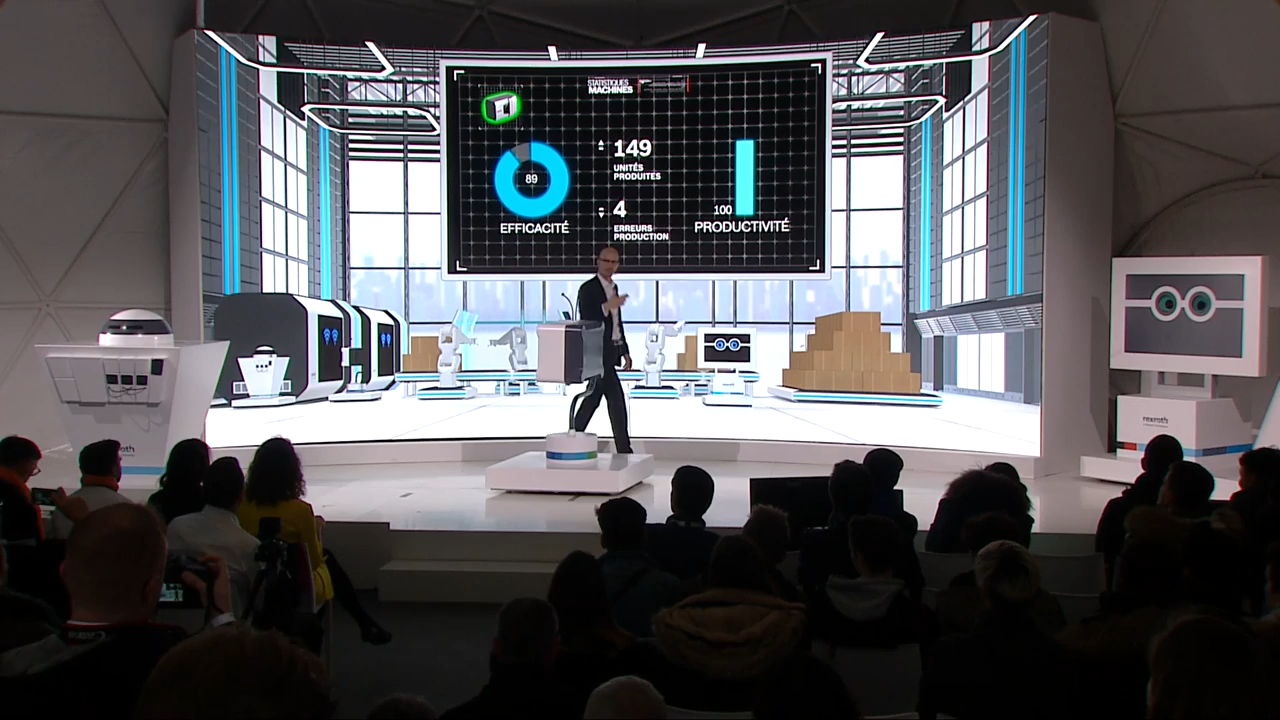 STATISTIQUES
MACHINES
89
EFFICACITÉ
149
UNITÉS
PRODUITES
4
ERREURS
PRODUCTION
100
PRODUCTIVITÉ
rexroth